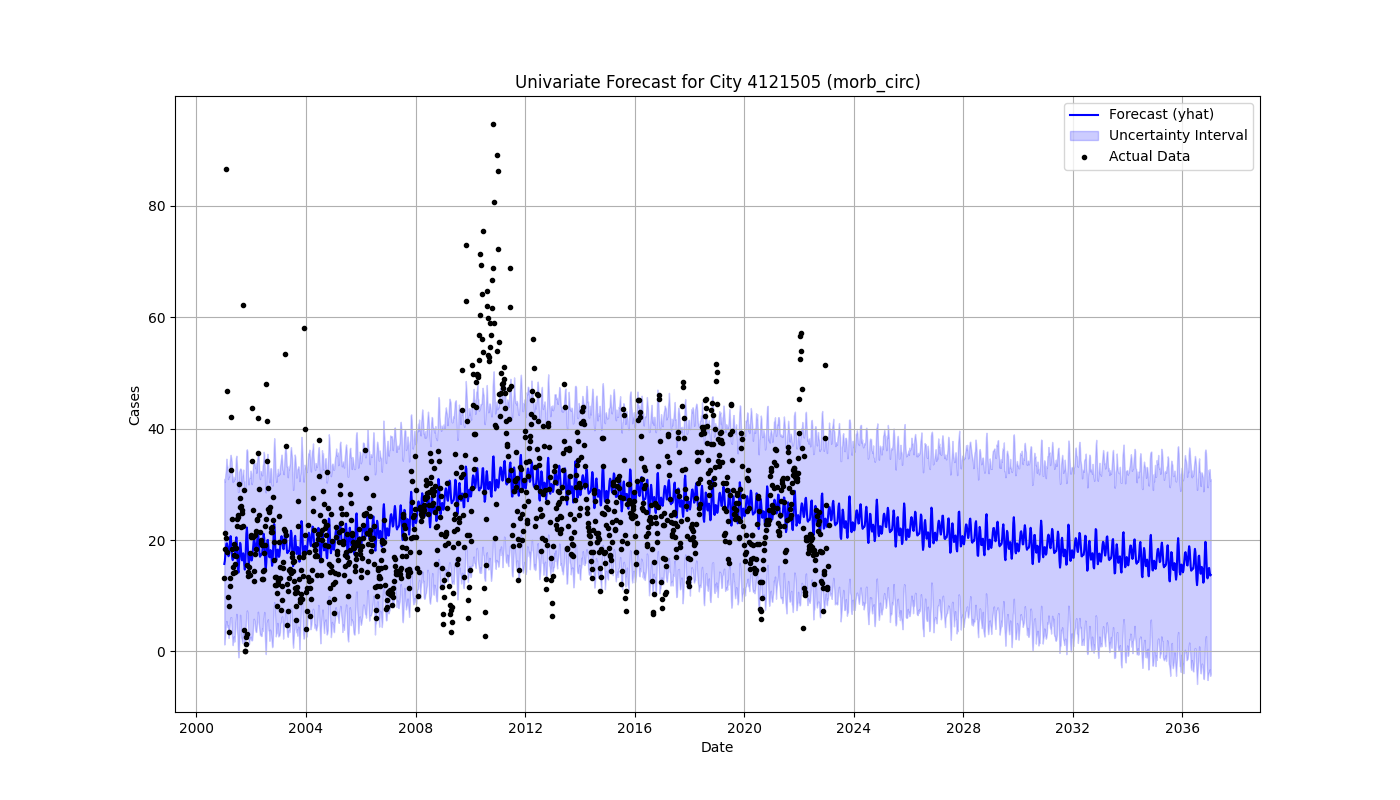 Univariate Forecast for City 4121505 (morb_circ)
Forecast (yhat)
Uncertainty Interval
Actual Data
Cases
80
60
40
20
0
2000 2004 2008 2012 2016 2020 2024 2028 2032 2036
Date